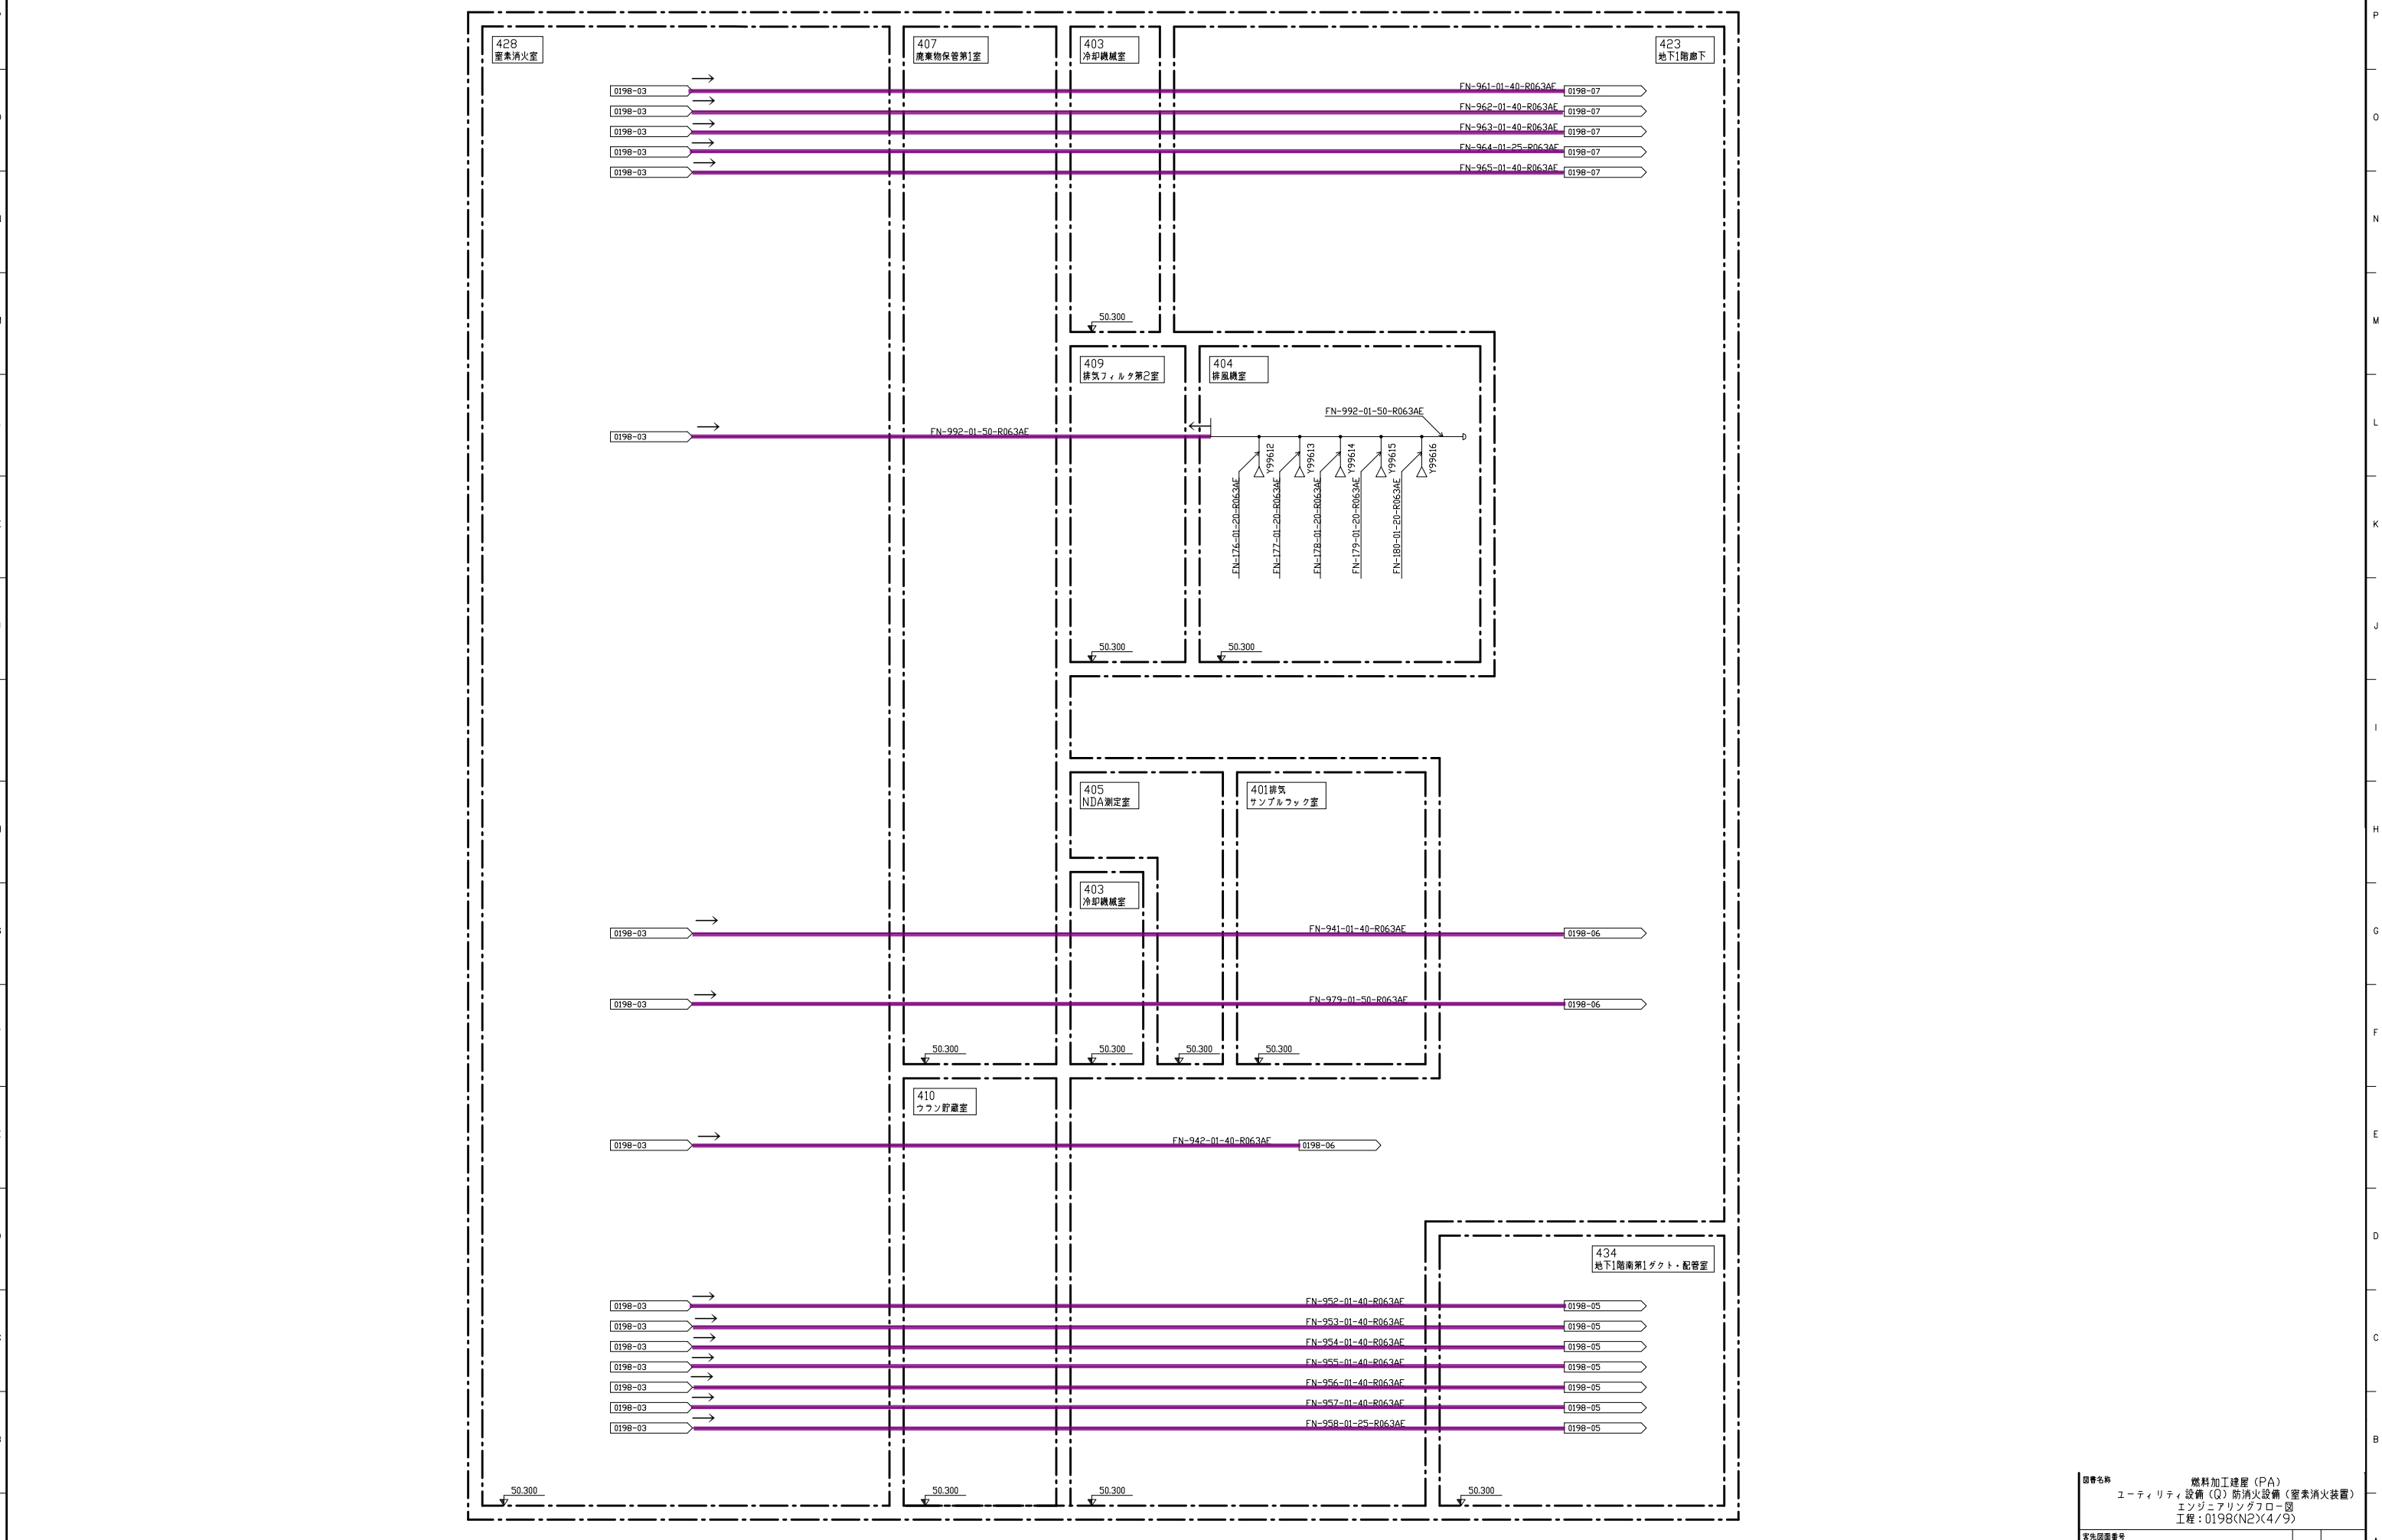 P
428
窒素消火室
407
廃棄物保管第1室
403
冷却機械室
423
地下1階廊下
0198-03
FN-961-01-40-R063AE
0198-07
0198-03
FN-962-01-40-R063AE
0198-07
O
0198-03
FN-963-01-40-R063AE
0198-07
0198-03
FN-964-01-25-R063AE
0198-07
0198-03
FN-965-01-40-R063AE
0198-07
N
50.300
M
409
排気フィルタ第2室
404
排風機室
FN-992-01-50-R063AE
L
0198-03
FN-992-01-50-R063AE
Y99612
Y99613
Y99614
Y99615
Y99616
FN-176-01-20-R063AE
FN-177-01-20-R063AE
FN-178-01-20-R063AE
FN-179-01-20-R063AE
FN-180-01-20-R063AE
K
J
50.300
50.300
I
405
NDA測定室
401排気
サンプルラック室
H
403
冷却機械室
0198-03
FN-941-01-40-R063AE
0198-06
G
0198-03
FN-979-01-50-R063AE
0198-06
F
50.300
50.300
50.300
50.300
410
ウラン貯蔵室
E
0198-03
FN-942-01-40-R063AE
0198-06
D
434
地下1階南第1ダクト・配管室
0198-03
FN-952-01-40-R063AE
0198-05
0198-03
FN-953-01-40-R063AE
0198-05
C
0198-03
FN-954-01-40-R063AE
0198-05
0198-03
FN-955-01-40-R063AE
0198-05
0198-03
FN-956-01-40-R063AE
0198-05
0198-03
FN-957-01-40-R063AE
0198-05
0198-03
FN-958-01-25-R063AE
0198-05
B
50.300
50.300
50.300
50.300
図書名称
燃料加工建屋(PA)
ユーティリティ設備(Q)防消火設備(窒素消火装置)
エンジニアリングフロー図
工程:0198(N2)(4/9)
客先図面番号